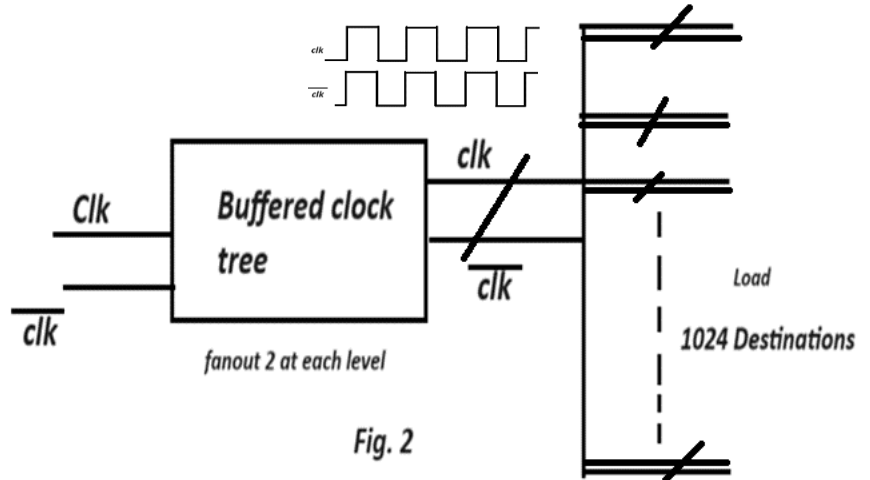 clk
clk
clk
Clk
Buffered clock
tree
clk
clk
Load
1024 Destinations
fanout 2 at each level
Fig. 2